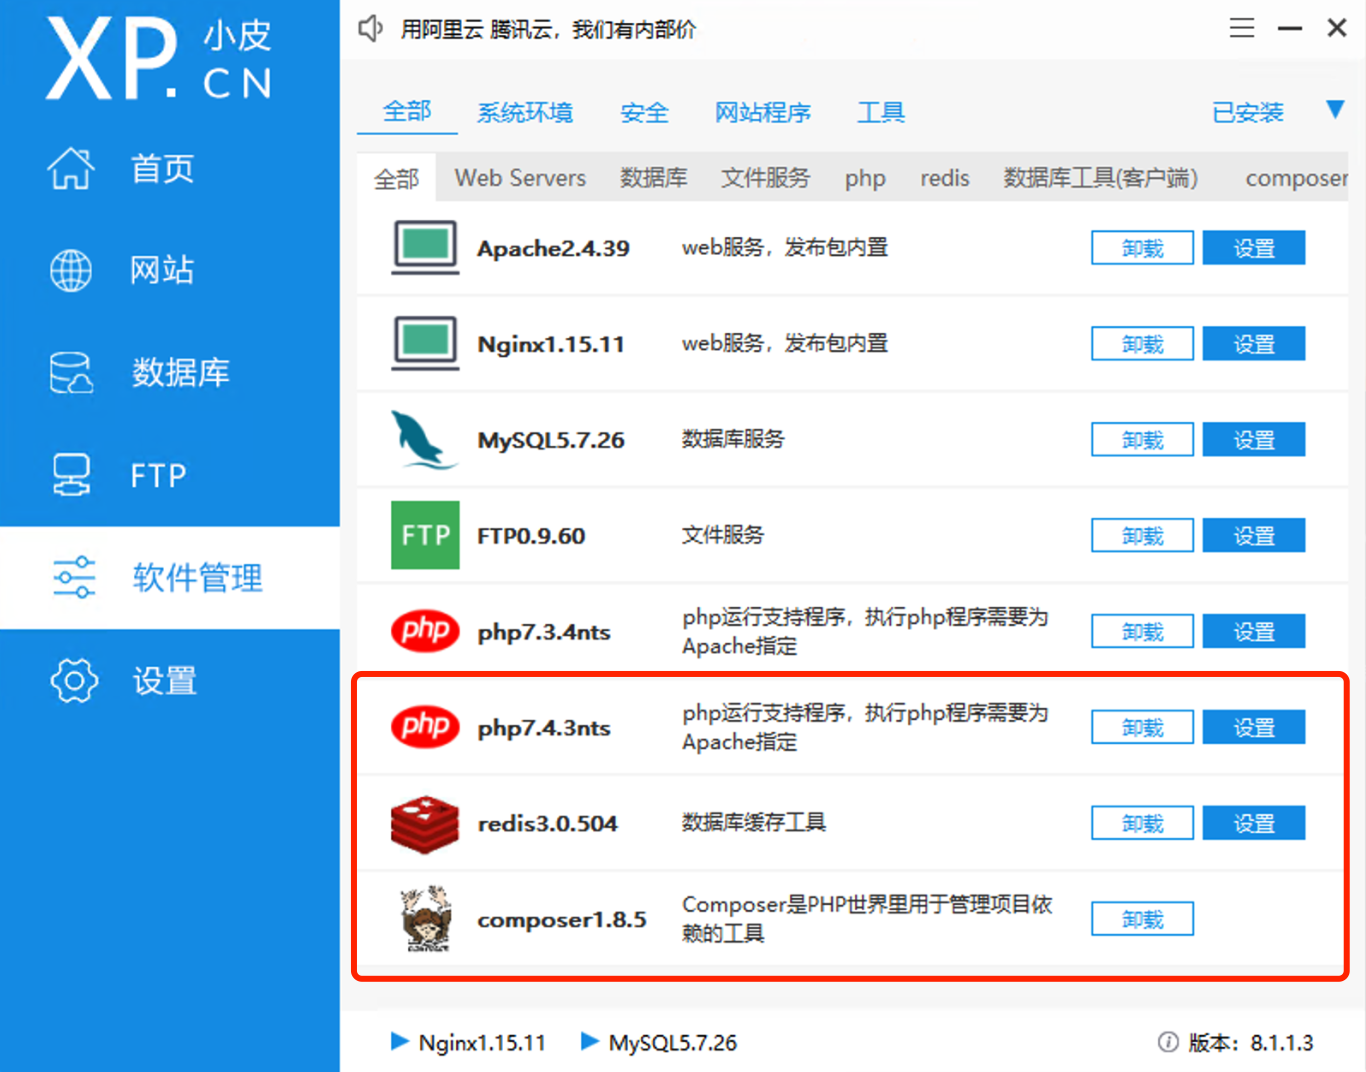 XP.小皮
CN
用阿里云 腾讯云，我们有内部价
首页
网站
数据库
FTP
软件管理
设置
全部 系统环境 安全 网站程序 工具 已安装
全部 Web Servers 数据库 文件服务 php redis 数据库工具(客户端) composer
Apache2.4.39 web服务，发布包内置 卸载 设置
Nginx1.15.11 web服务，发布包内置 卸载 设置
MySQL5.7.26 数据库服务 卸载 设置
FTP FTP0.9.60 文件服务 卸载 设置
php php7.3.4nts php运行支持程序，执行php程序需要为 卸载 设置
Apache指定
php php7.4.3nts php运行支持程序，执行php程序需要为 卸载 设置
Apache指定
redis3.0.504 数据库缓存工具 卸载 设置
composer1.8.5 Composer是PHP世界里用于管理项目依 卸载
赖的工具
Nginx1.15.11 MySQL5.7.26 版本：8.1.1.3